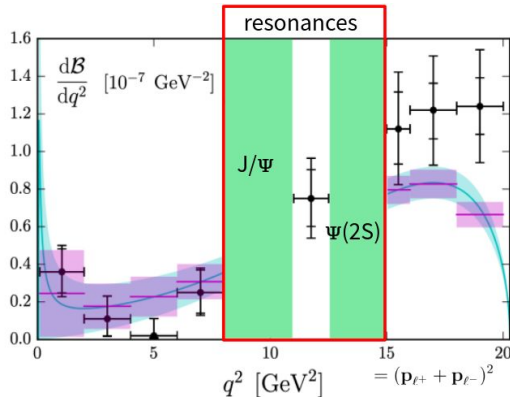 resonances
1.6
1.4
1.2
1.0
0.8
0.6
0.4
0.2
0.0
dℬ/dq² [10⁻⁷ GeV⁻²]
J/Ψ
Ψ(2S)
0 5 10 15 20
q² [GeV²] = (p_ℓ+ + p_ℓ−)²